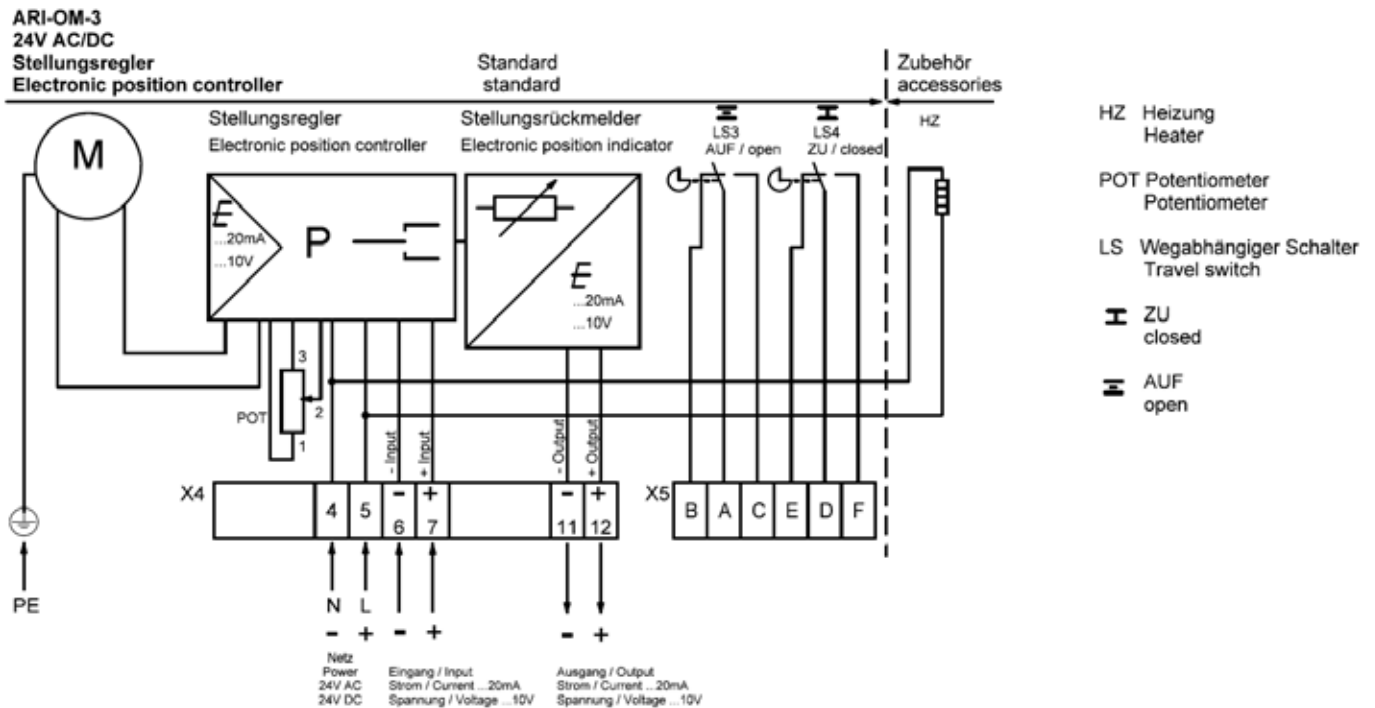 ARI-OM-3
24V AC/DC
Stellungsregler
Electronic position controller
Standard
standard
Zubehör
accessories
M
Stellungsregler
Electronic position controller
Stellungsrückmelder
Electronic position indicator
LS3
AUF / open
LS4
ZU / closed
HZ
E
...20mA
...10V
P
E
...20mA
...10V
POT
3
2
1
- Input
+ Input
- Output
+ Output
X4
4
5
- 6
+ 7
- 11
+ 12
X5
B A C E D F
PE
N L
- + - + - +
Netz
Power
24V AC
24V DC
Eingang / Input
Strom / Current ...20mA
Spannung / Voltage ...10V
Ausgang / Output
Strom / Current ...20mA
Spannung / Voltage ...10V
HZ Heizung
Heater
POT Potentiometer
Potentiometer
LS Wegabhängiger Schalter
Travel switch
ZU
closed
AUF
open